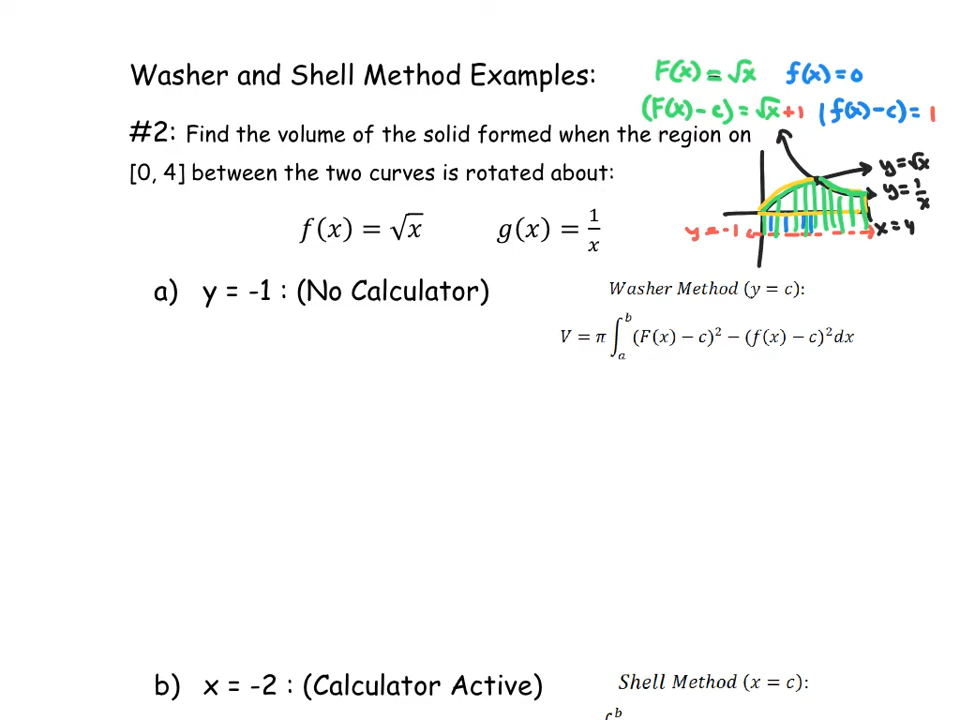 Washer and Shell Method Examples:
F(x) = √x f(x) = 0
(F(x) - c) = √x + 1 (f(x) - c) = 1
#2: Find the volume of the solid formed when the region on
[0, 4] between the two curves is rotated about:
y = √x
y = 1/x
x = 4
y = -1
f(x) = √x g(x) = 1/x
a) y = -1 : (No Calculator)
Washer Method (y = c):
V = π ∫_a^b (F(x) − c)² − (f(x) − c)² dx
b) x = -2 : (Calculator Active)
Shell Method (x = c):
∫^b